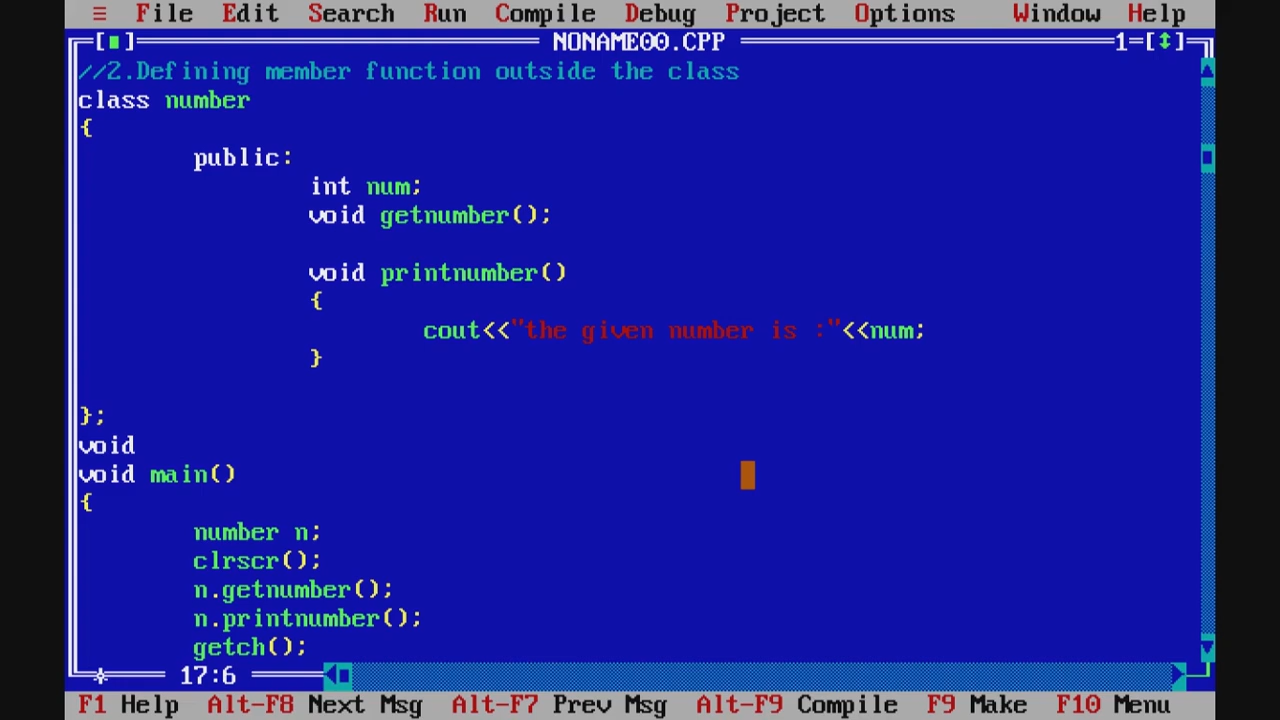 ≡ File Edit Search Run Compile Debug Project Options Window Help
[■] NONAME00.CPP 1=[↕]
//2.Defining member function outside the class
class number
{
public:
int num;
void getnumber();
void printnumber()
{
cout<<"the given number is :"<<num;
}
};
void
void main()
{
number n;
clrscr();
n.getnumber();
n.printnumber();
getch();
17:6
F1 Help Alt-F8 Next Msg Alt-F7 Prev Msg Alt-F9 Compile F9 Make F10 Menu